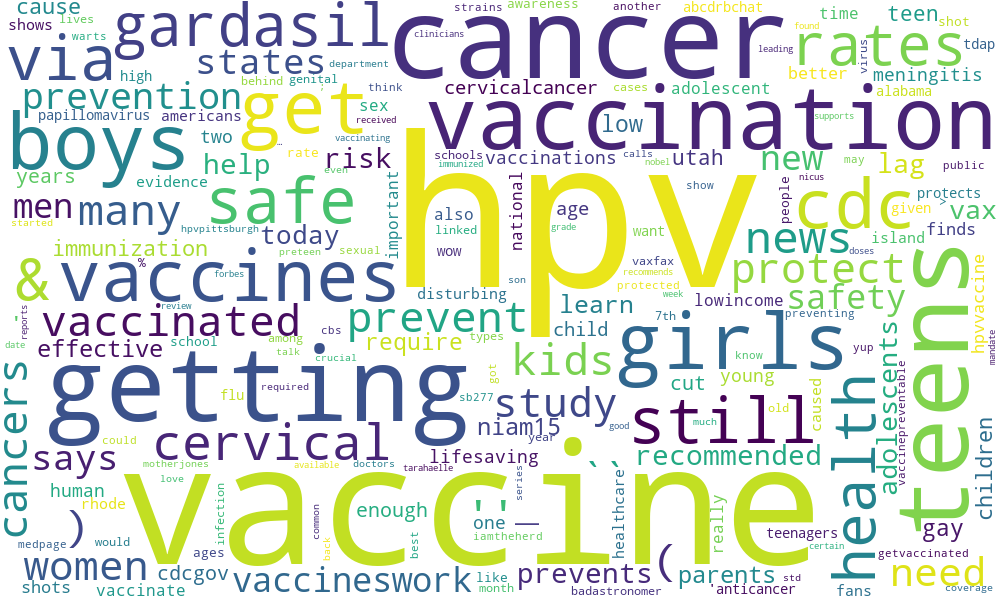 cause
shows
lives
warts
gardasil
via
states
department
high
behind
genital
prevention
papillomavirus
americans
get
boys
two
sex
think
received
rate
cancer
clinicians
strains
awareness
another
abcdrbchat
leading
time
teen
shot
rates
found
virus
tdap
better
meningitis
cervicalcancer
cases
adolescent
alabama
vaccination
low
supports
vaccinating
years
help
evidence
risk
even
schools
immunized
vaccinations
calls
nobel
utah
new
may
lag
public
nicus
men
many
safe
important
hpv
national
age
grade
show
people
cdc
given
protects
>
vax
started
hpvpittsburgh
today
preteen
sexual
also
linked
wow
want
news
doses
island
finds
immunization
%
forbes
&
vaccines
son
disturbing
vaxfax
recommends
protected
week
protect
lowincome
safety
teens
hpvvaccine
mandate
reports
'
date
review
vaccinated
effective
school
cbs
among
talk
crucial
prevent
require
types
learn
child
7th
preventing
girls
know
yup
cancers
getting
required
flu
got
sb277
kids
cut
young
old
caused
study
niam15
year
good
still
much
health
adolescents
vaccinepreventable
children
says
could
cervical
motherjones
love
available
doctors
tarahaelle
lifesaving
series
``
recommended
human
rhode
)
medpage
would
infection
vaccine
common
back
enough
best
''
one
—
iamtheherd
healthcare
really
teenagers
certain
gay
getvaccinated
women
shots
vaccinate
ages
cdcgov
vaccineswork
like
month
prevents
(
badastronomer
parents
std
'anticancer
fans
need
coverage